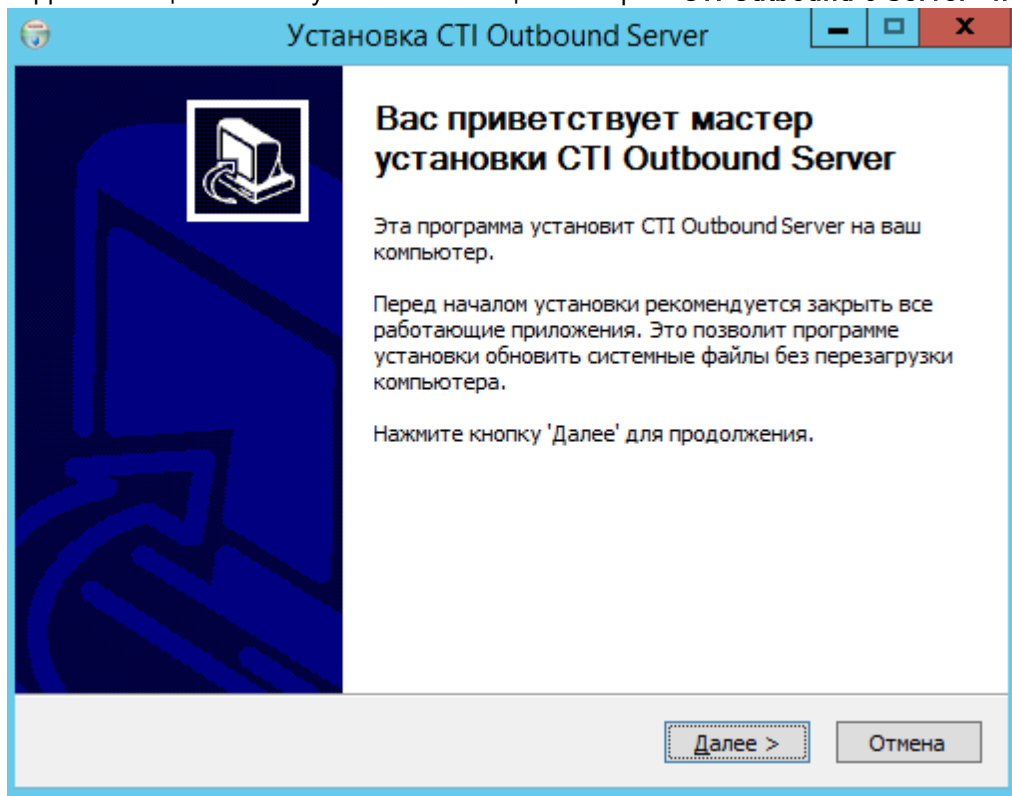 Установка CTI Outbound Server
Вас приветствует мастер
установки CTI Outbound Server
Эта программа установит CTI Outbound Server на ваш
компьютер.
Перед началом установки рекомендуется закрыть все
работающие приложения. Это позволит программе
установки обновить системные файлы без перезагрузки
компьютера.
Нажмите кнопку 'Далее' для продолжения.
Далее >
Отмена